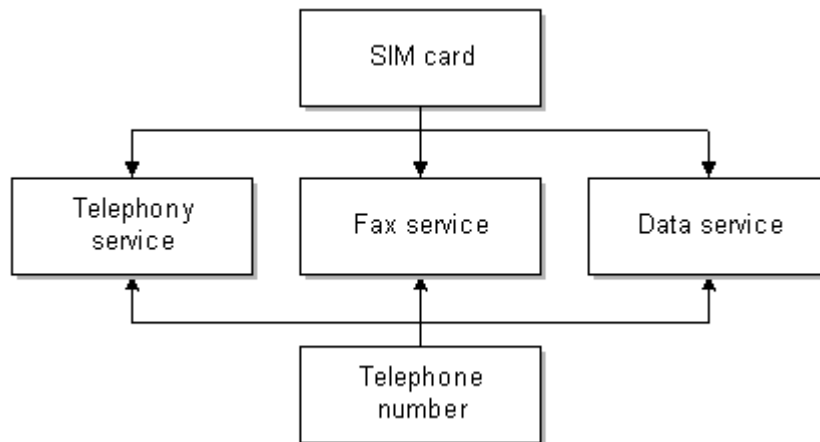 SIM card
Telephony
service
Fax service
Data service
Telephone
number